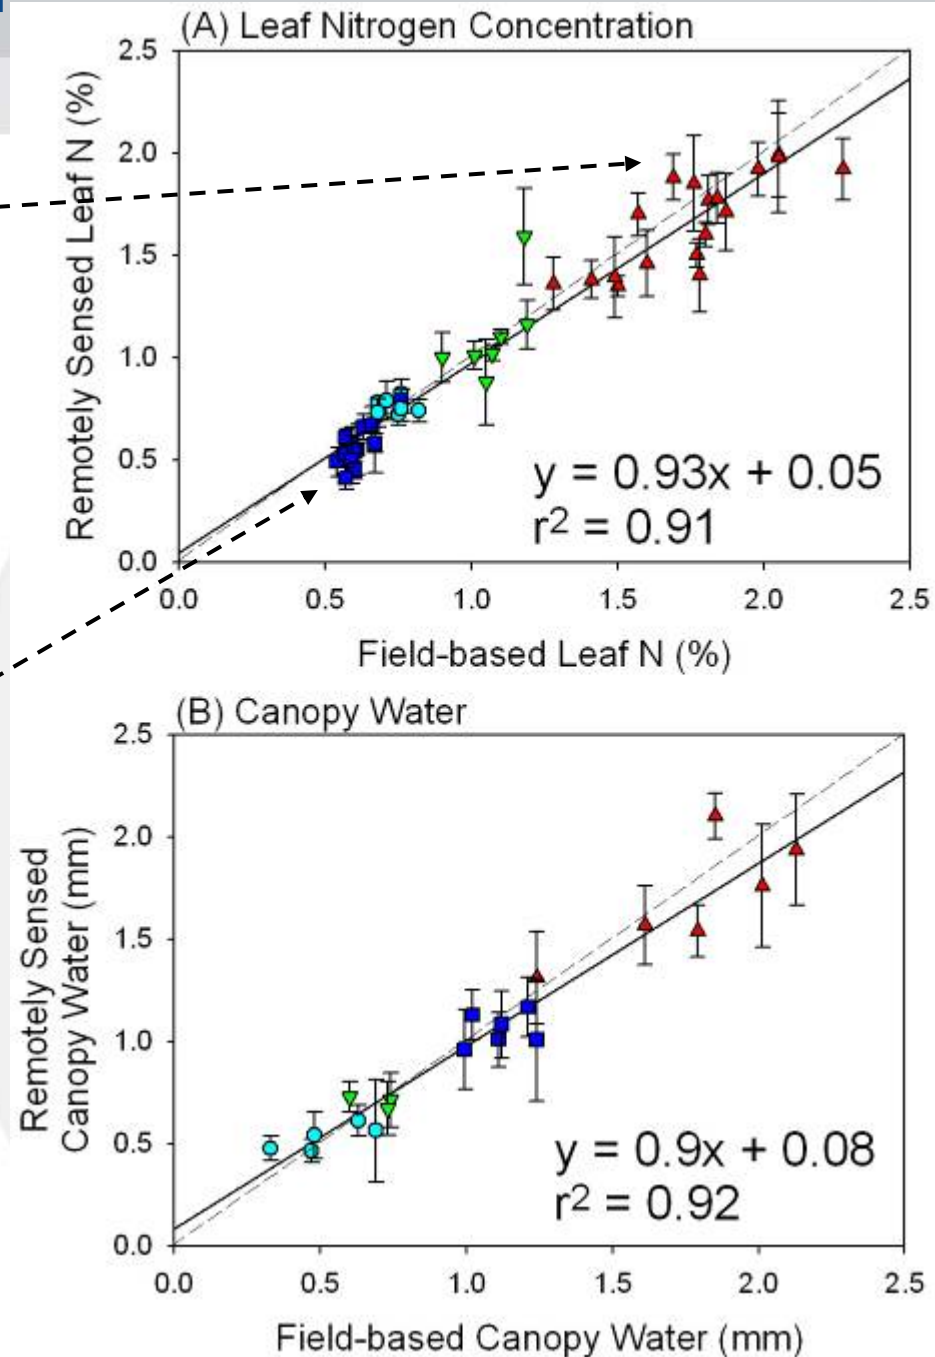 (A) Leaf Nitrogen Concentration
Remotely Sensed Leaf N (%)
2.5
2.0
1.5
1.0
0.5
0.0
y = 0.93x + 0.05
r2 = 0.91
0.0 0.5 1.0 1.5 2.0 2.5
Field-based Leaf N (%)
(B) Canopy Water
Remotely Sensed
Canopy Water (mm)
2.5
2.0
1.5
1.0
0.5
0.0
y = 0.9x + 0.08
r2 = 0.92
0.0 0.5 1.0 1.5 2.0 2.5
Field-based Canopy Water (mm)